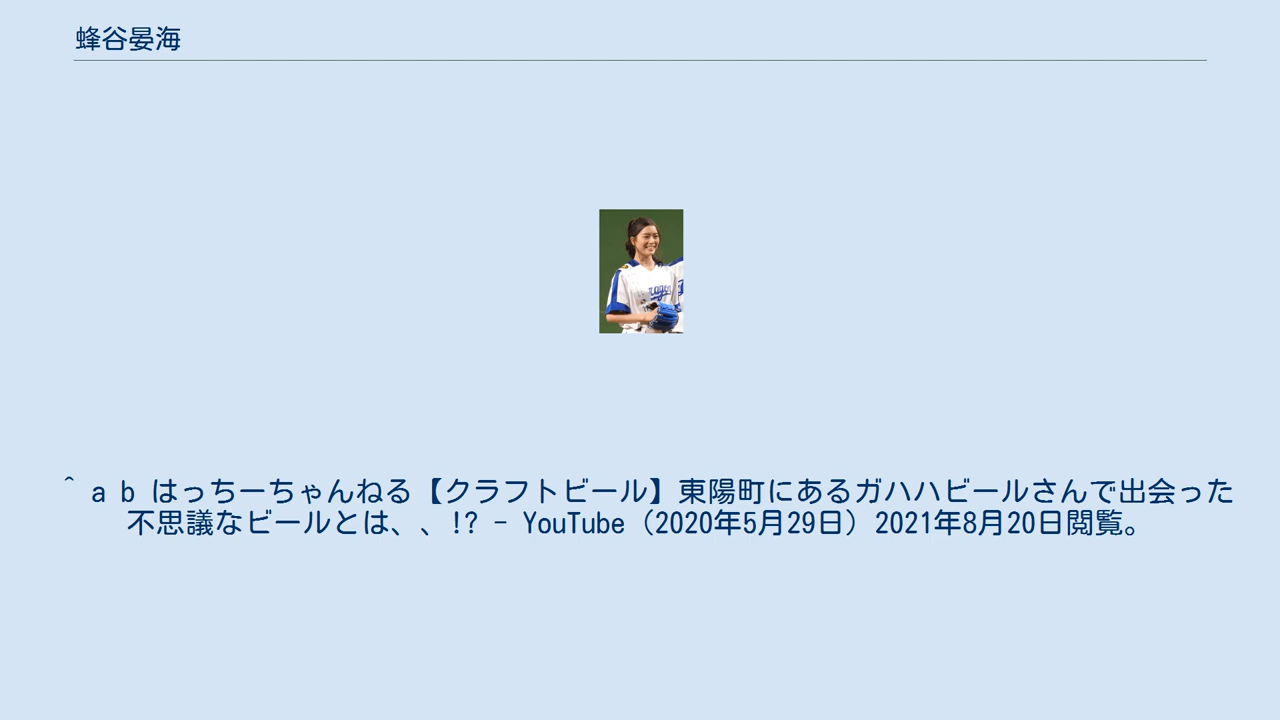 蜂谷晏海
^ a b はっちーちゃんねる【クラフトビール】東陽町にあるガハハビールさんで出会った
不思議なビールとは、、!? - YouTube（2020年5月29日）2021年8月20日閲覧。